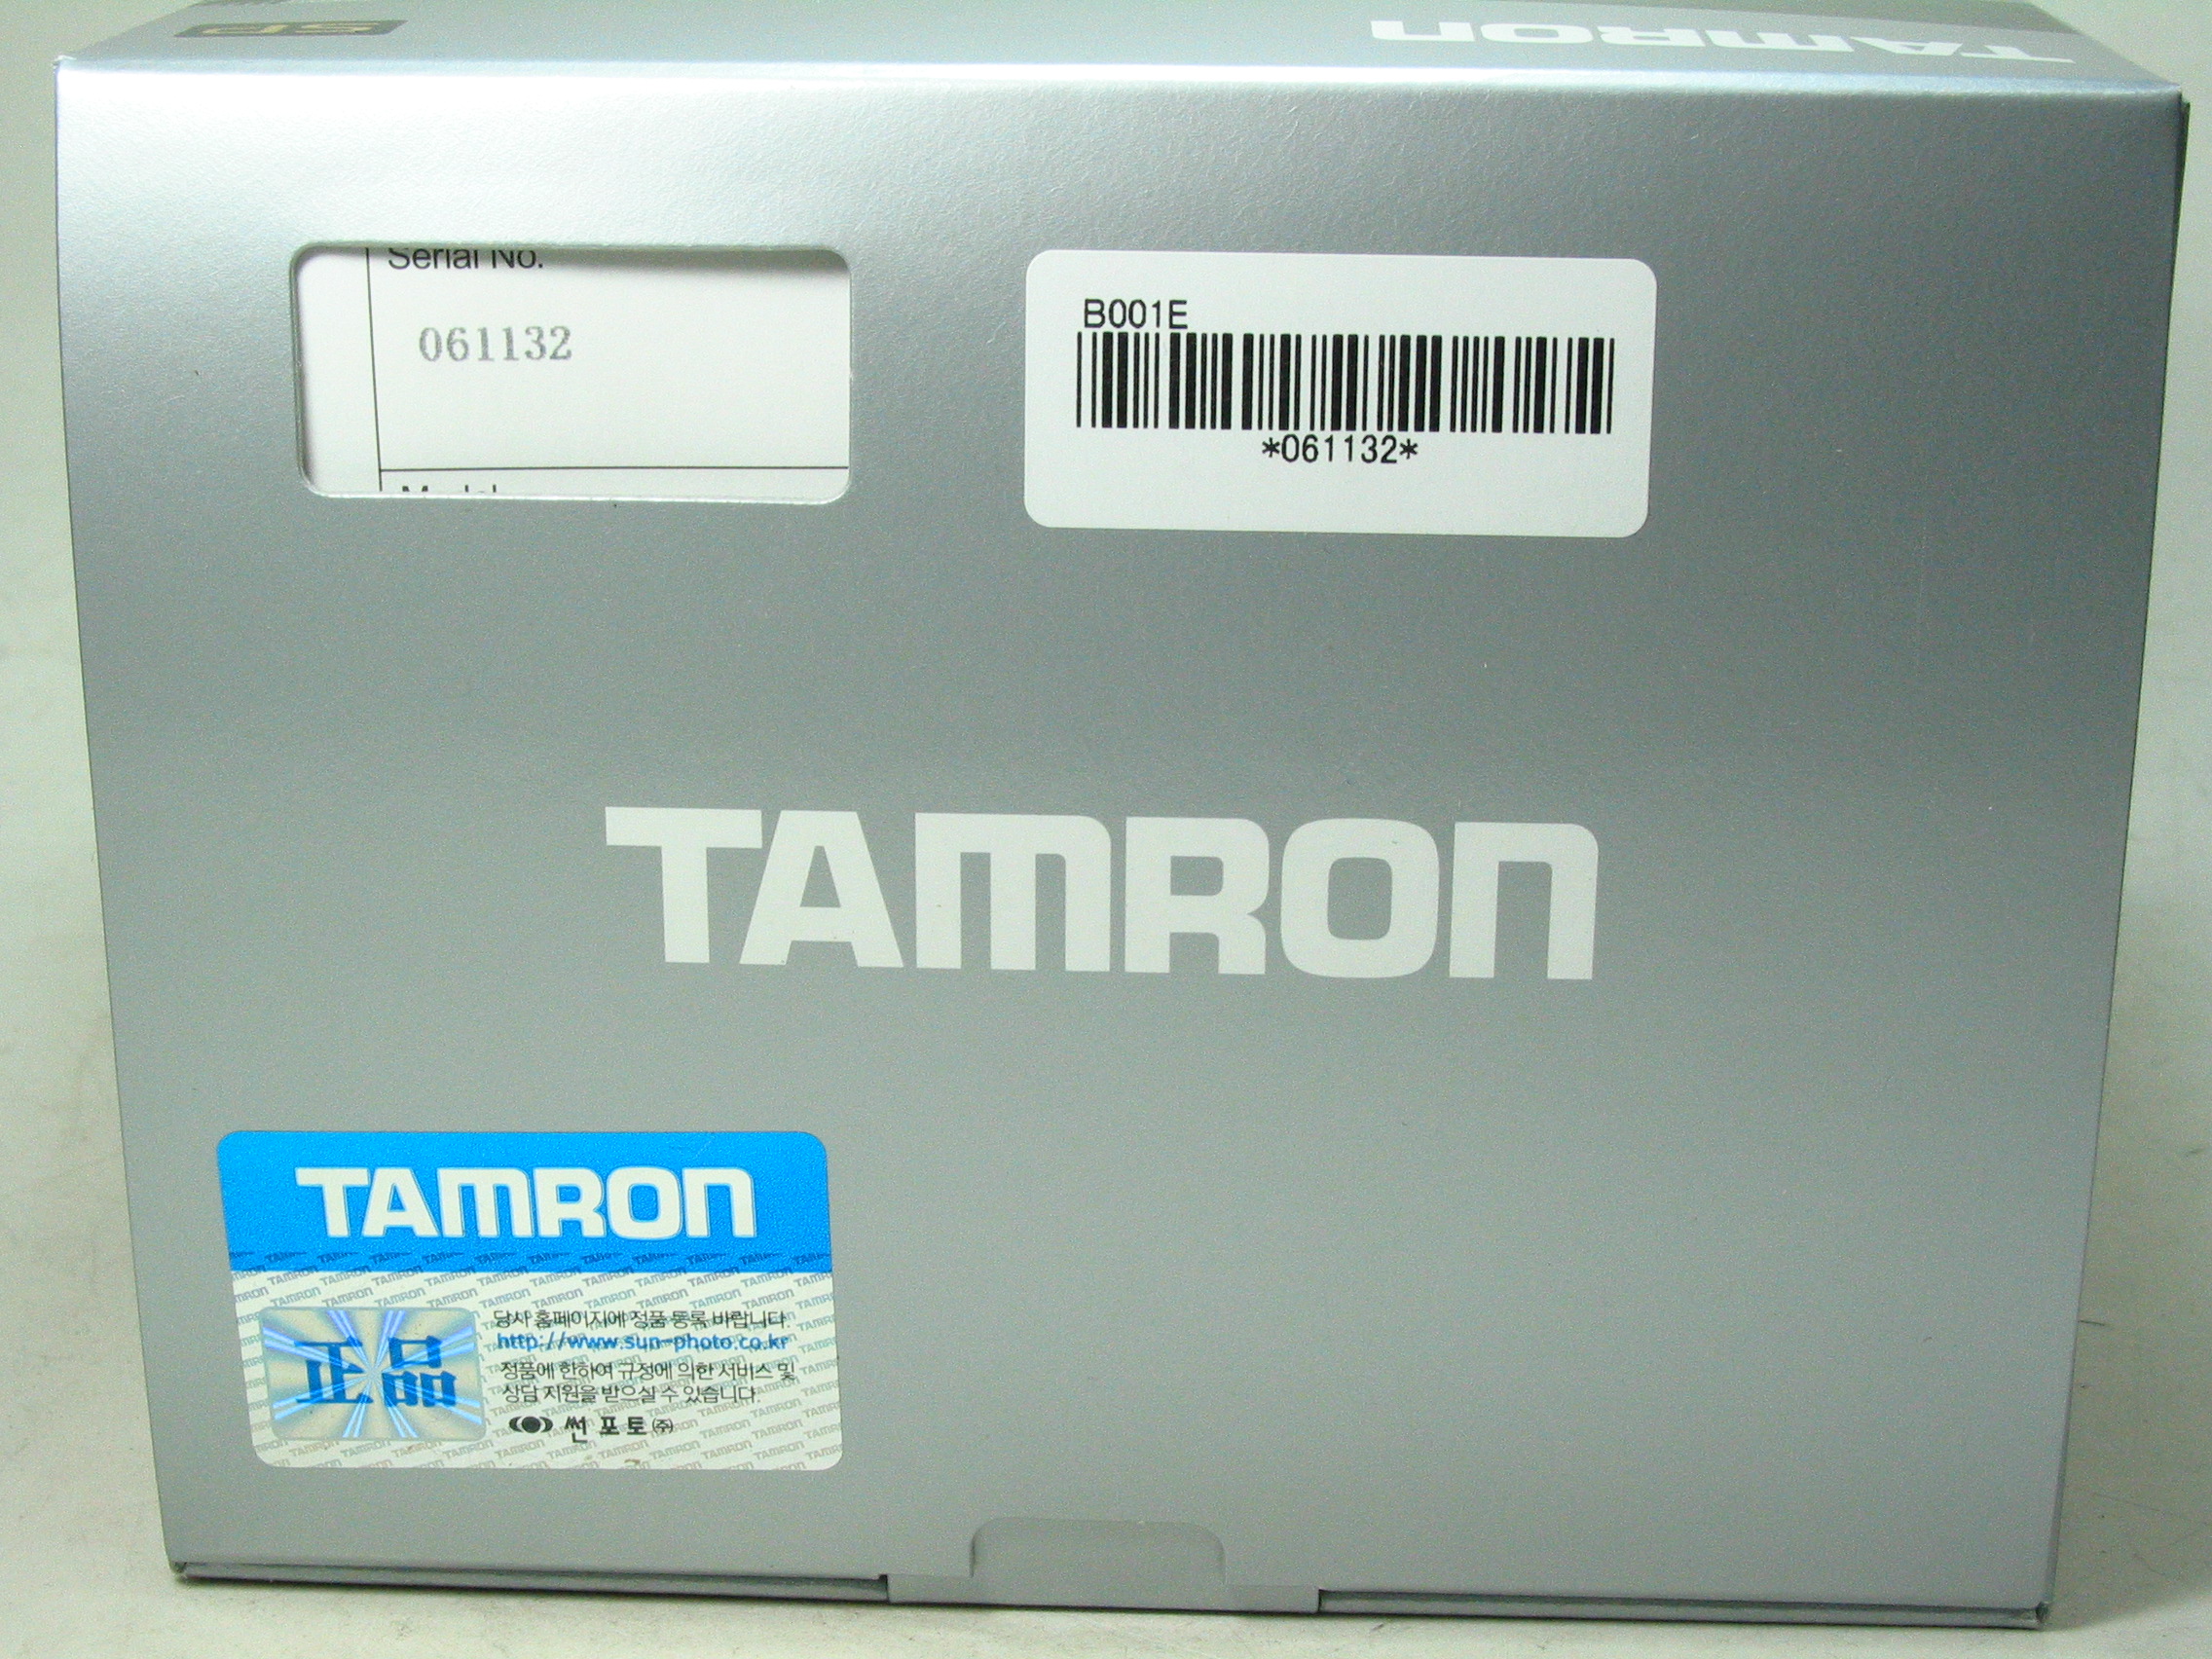 SP
TAMRON
Serial No.
061132
Model
B001E
*061132*
TAMRON
TAMRON
正品
당사 홈페이지에 정품 등록 바랍니다.
http://www.sun-photo.co.kr
정품에 한하여 규정에 의한 서비스 및
상담 지원을 받으실 수 있습니다.
썬포토㈜